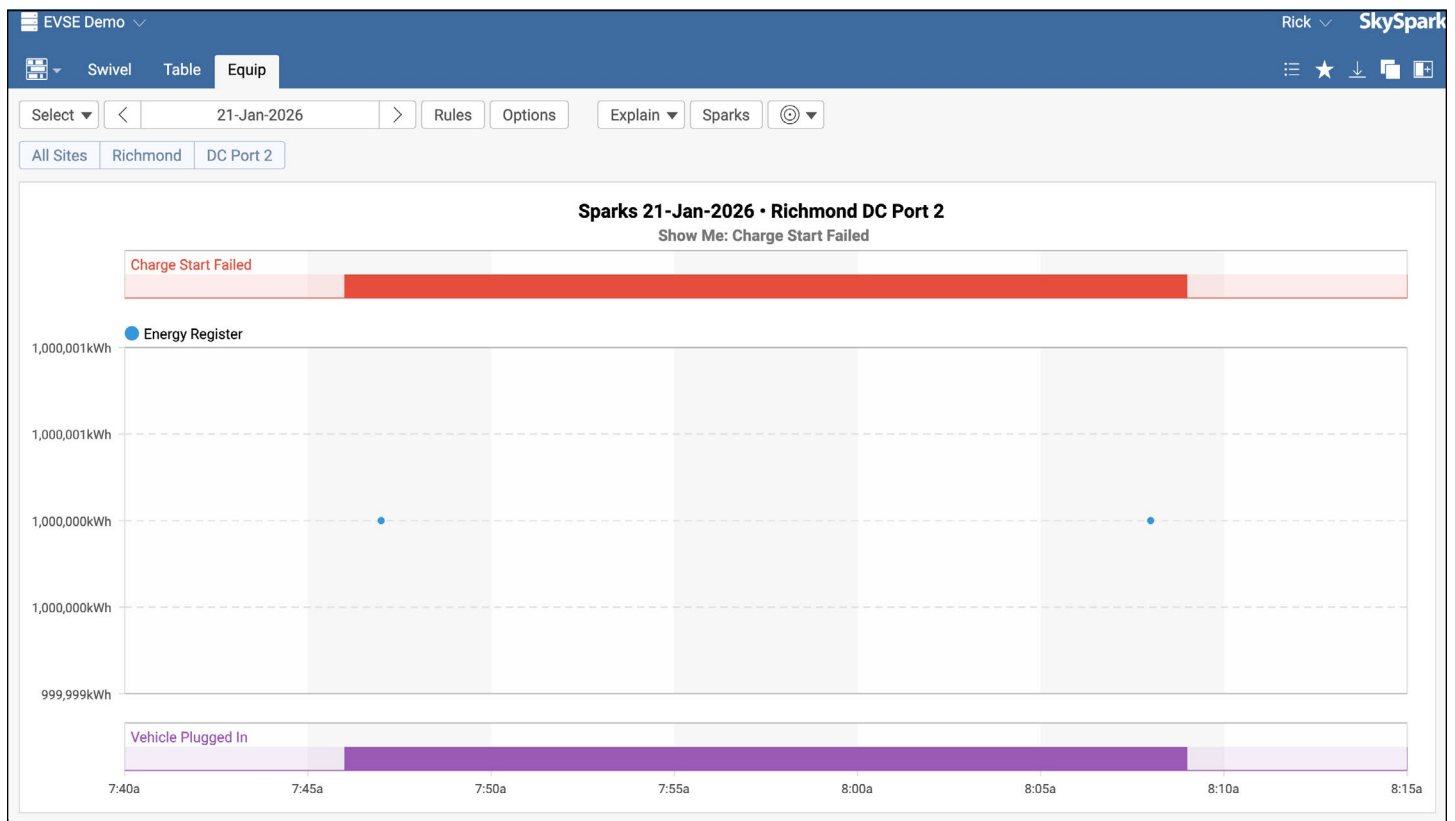 EVSE Demo Rick SkySpark
Swivel Table Equip
Select 21-Jan-2026 Rules Options Explain Sparks
All Sites Richmond DC Port 2
Sparks 21-Jan-2026 • Richmond DC Port 2
Show Me: Charge Start Failed
Charge Start Failed
Energy Register
1,000,001kWh
1,000,001kWh
1,000,000kWh
1,000,000kWh
999,999kWh
Vehicle Plugged In
7:40a 7:45a 7:50a 7:55a 8:00a 8:05a 8:10a 8:15a